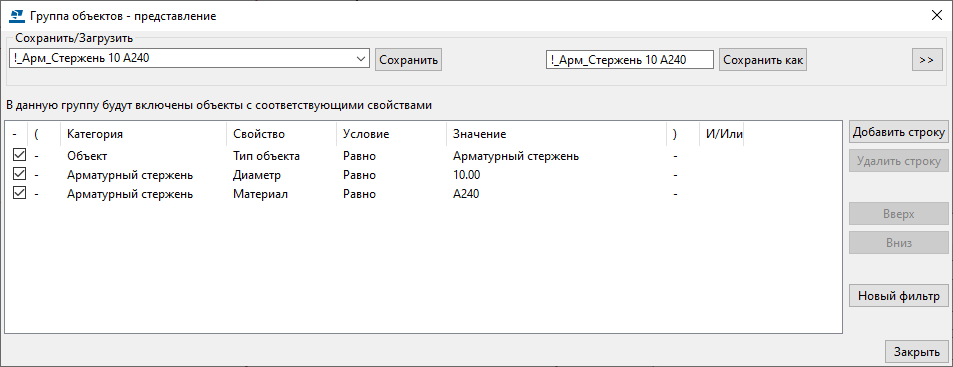 Группа объектов - представление
Сохранить/Загрузить
!_Арм_Стержень 10 А240 Сохранить !_Арм_Стержень 10 А240 Сохранить как >>
В данную группу будут включены объекты с соответствующими свойствами
- ( Категория Свойство Условие Значение ) И/Или
- Объект Тип объекта Равно Арматурный стержень -
- Арматурный стержень Диаметр Равно 10.00 -
- Арматурный стержень Материал Равно А240 -
Добавить строку
Удалить строку
Вверх
Вниз
Новый фильтр
Закрыть